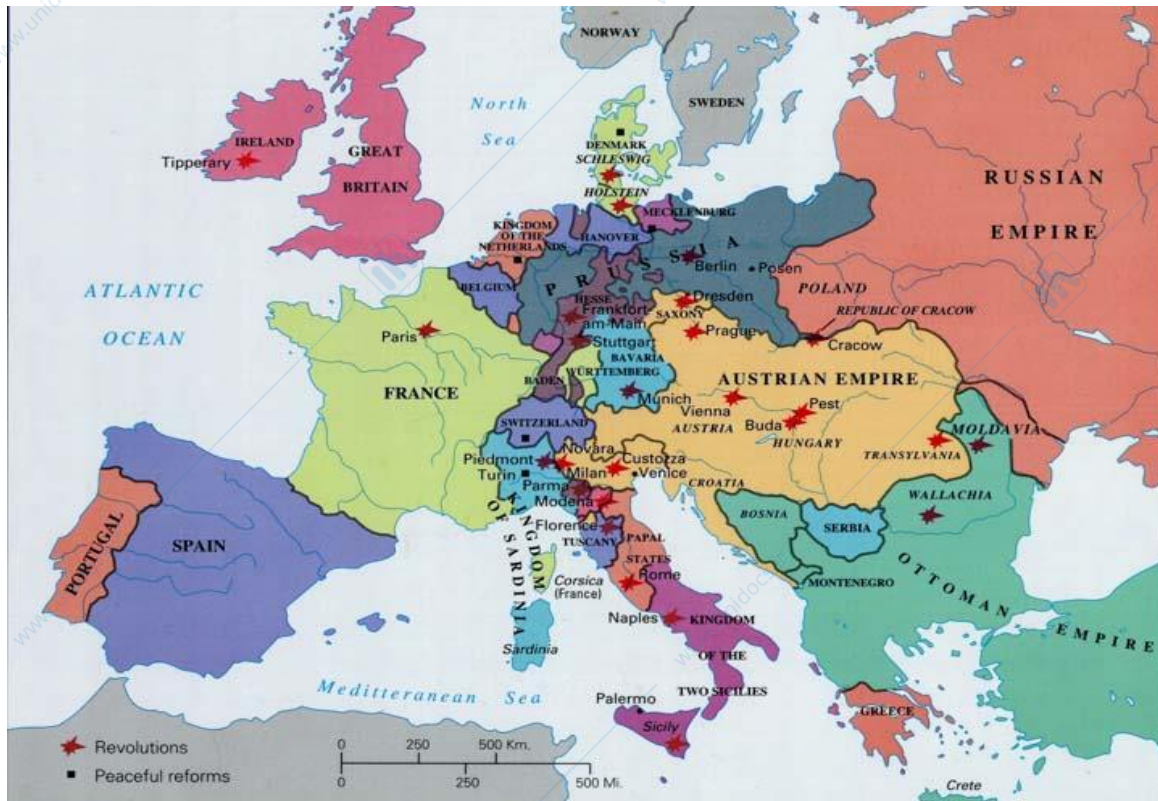 NORWAY
SWEDEN
North
Sea
IRELAND
Tipperary
GREAT
BRITAIN
DENMARK
SCHLESWIG
HOLSTEIN
MECKLENBURG
RUSSIAN
EMPIRE
KINGDOM
OF THE
NETHERLANDS
HANOVER
PRUSSIA
Berlin
Posen
ATLANTIC
OCEAN
BELGIUM
POLAND
HESSE
Frankfort-
am-Main
Dresden
SAXONY
REPUBLIC OF CRACOW
Paris
Stuttgart
Prague
Cracow
BAVARIA
BADEN
WÜRTTEMBERG
FRANCE
AUSTRIAN EMPIRE
Munich
Vienna
AUSTRIA
Pest
Buda
HUNGARY
SWITZERLAND
MOLDAVIA
TRANSYLVANIA
Novara
Piedmont
Turin
Milan
Custozza
Venice
CROATIA
Parma
Modena
WALLACHIA
BOSNIA
SERBIA
Florence
TUSCANY
PAPAL
STATES
KINGDOM
OF SARDINIA
PORTUGAL
SPAIN
MONTENEGRO
OTTOMAN
EMPIRE
Corsica
(France)
Rome
Naples
KINGDOM
OF THE
TWO SICILIES
Sardinia
Mediterranean Sea
Palermo
Sicily
GREECE
Crete
Revolutions
Peaceful reforms
0 250 500 Km.
0 250 500 Mi.